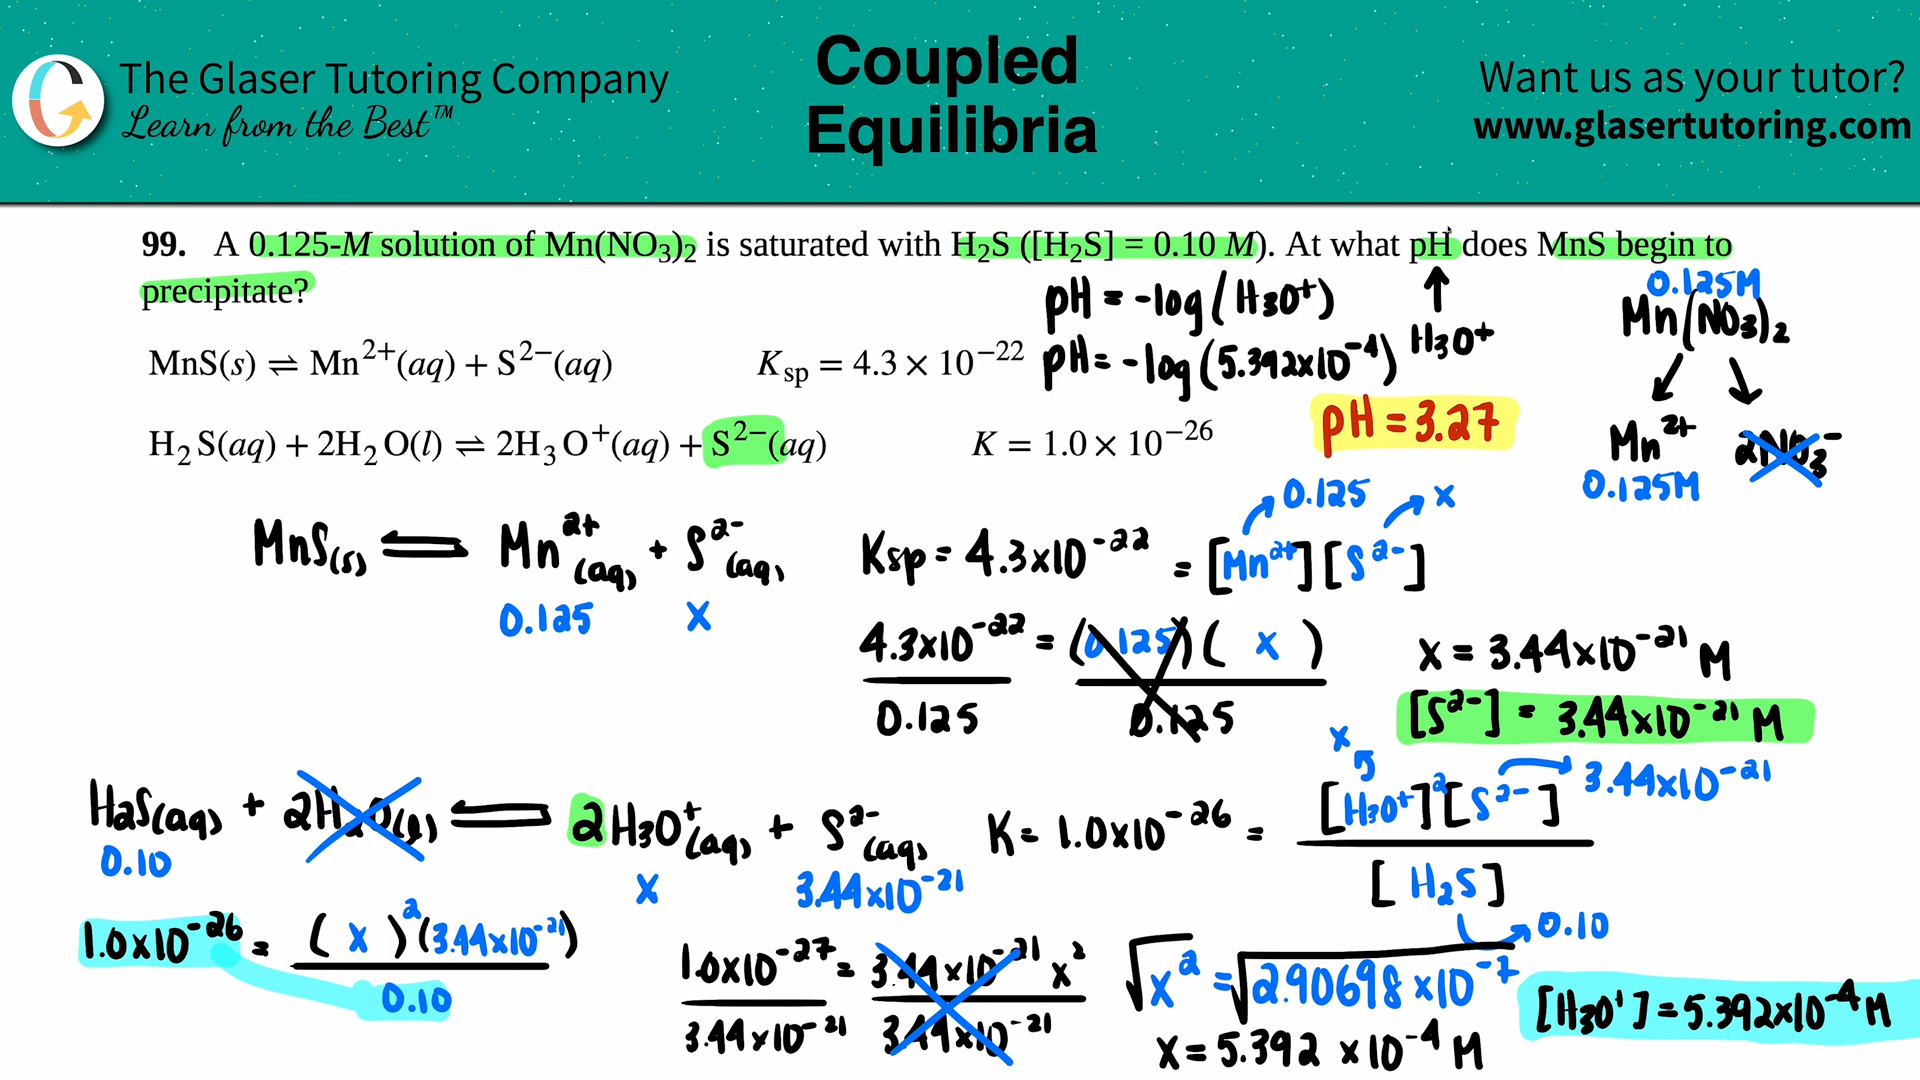 The Glaser Tutoring Company
Learn from the Best™
Coupled
Equilibria
Want us as your tutor?
www.glasertutoring.com
99. A 0.125-M solution of Mn(NO₃)₂ is saturated with H₂S ([H₂S] = 0.10 M). At what pH does MnS begin to
precipitate?
MnS(s) ⇌ Mn²⁺(aq) + S²⁻(aq) Ksp = 4.3 × 10⁻²²
H₂S(aq) + 2H₂O(l) ⇌ 2H₃O⁺(aq) + S²⁻(aq) K = 1.0 × 10⁻²⁶
pH = -log(H₃O⁺)
pH = -log(5.392x10⁻⁴)
↑
H₃O⁺
pH = 3.27
0.125M
Mn(NO₃)₂
Mn²⁺ 2NO₃⁻
0.125M
MnS(s) ⇌ Mn²⁺(aq) + S²⁻(aq)
0.125 x
0.125 x
Ksp = 4.3x10⁻²² = [Mn²⁺][S²⁻]
4.3x10⁻²² = (0.125)( x )
0.125 0.125
x = 3.44x10⁻²¹ M
[S²⁻] = 3.44x10⁻²¹ M
H₂S(aq) + 2H₂O(l) ⇌ 2H₃O⁺(aq) + S²⁻(aq)
0.10 x 3.44x10⁻²¹
x
3.44x10⁻²¹
K = 1.0x10⁻²⁶ = [H₃O⁺]²[S²⁻]
[H₂S]
0.10
1.0x10⁻²⁶ = ( x )²(3.44x10⁻²¹)
0.10
1.0x10⁻²⁷ = 3.44x10⁻²¹ x²
3.44x10⁻²¹ 3.44x10⁻²¹
√x² = √2.90698x10⁻⁷
x = 5.392 x10⁻⁴ M
[H₃O⁺] = 5.392x10⁻⁴ M